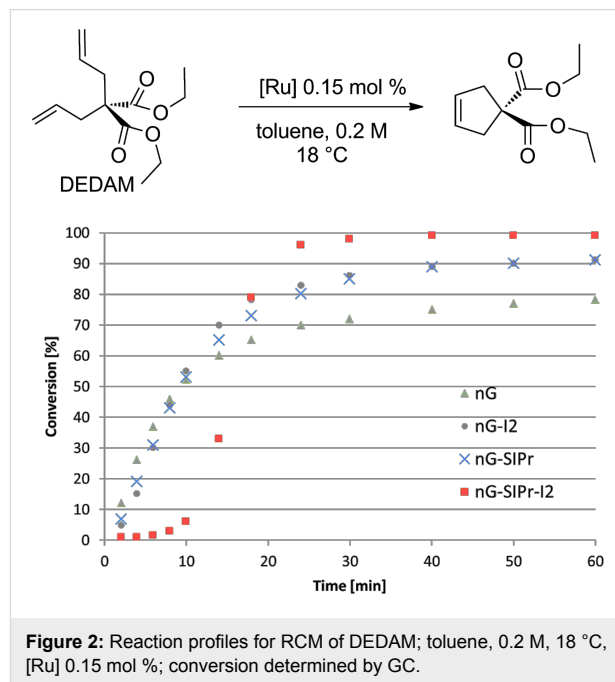 O
O
O
O
DEDAM
[Ru] 0.15 mol %
toluene, 0.2 M
18 °C
O
O
O
O
Conversion [%]
100
90
80
70
60
50
40
30
20
10
0
nG
nG-I2
nG-SIPr
nG-SIPr-I2
0
10
20
30
40
50
60
Time [min]
Figure 2: Reaction profiles for RCM of DEDAM; toluene, 0.2 M, 18 °C,
[Ru] 0.15 mol %; conversion determined by GC.